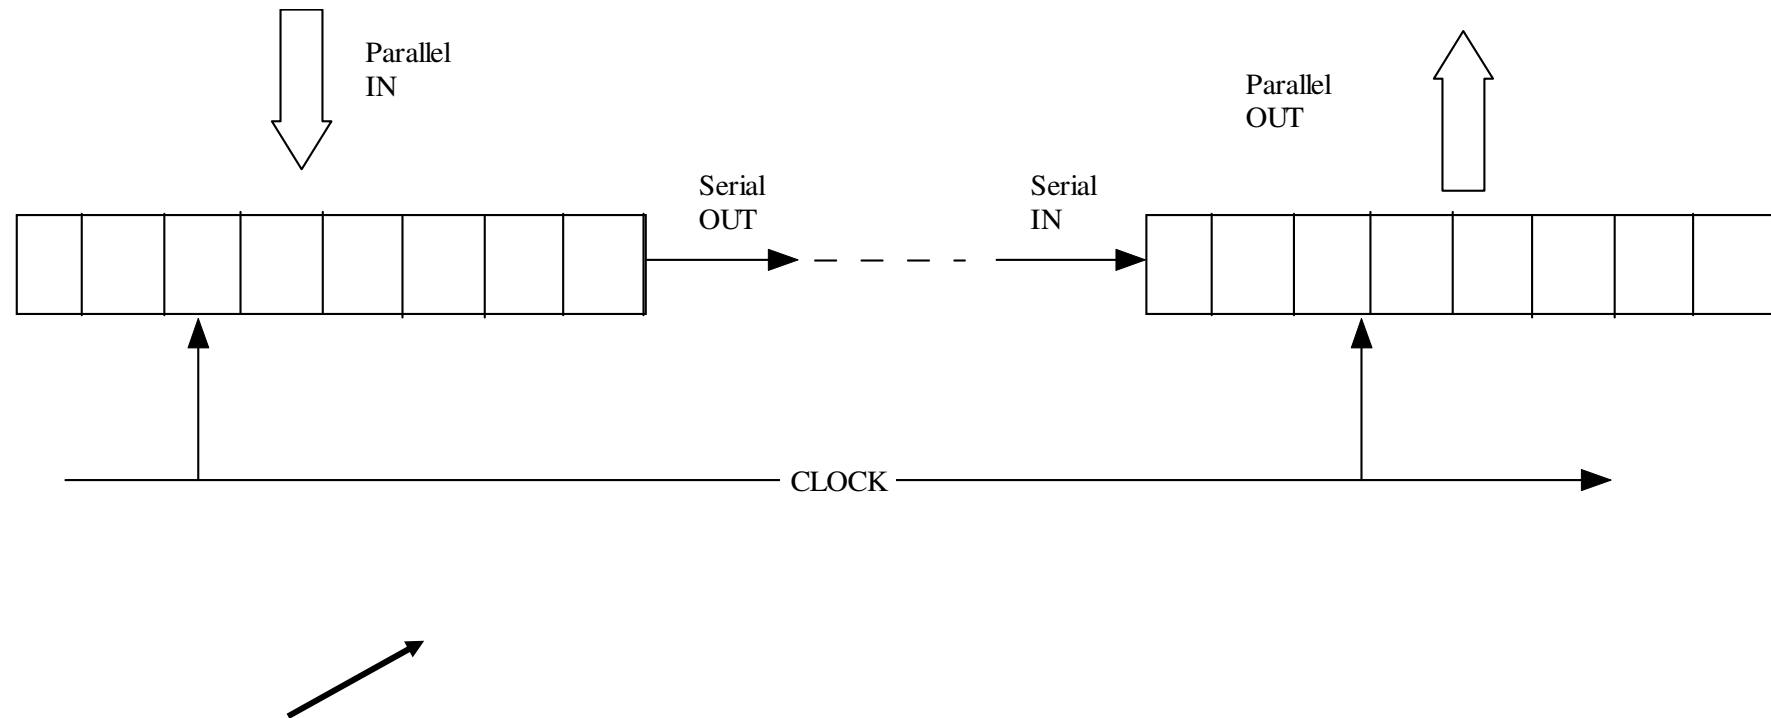 Parallel
IN
Parallel
OUT
Serial
OUT
Serial
IN
CLOCK